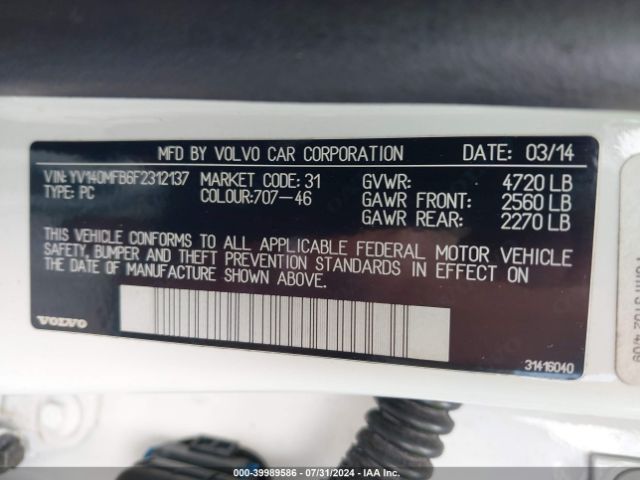 MFD BY VOLVO CAR CORPORATION DATE: 03/14
VIN: YV140MFB6F2312137 MARKET CODE: 31 GVWR: 4720 LB
TYPE: PC COLOUR:707-46 GAWR FRONT: 2560 LB
GAWR REAR: 2270 LB
THIS VEHICLE CONFORMS TO ALL APPLICABLE FEDERAL MOTOR VEHICLE
SAFETY, BUMPER AND THEFT PREVENTION STANDARDS IN EFFECT ON
THE DATE OF MANUFACTURE SHOWN ABOVE.
VOLVO
31416040
000-39989586 - 07/31/2024 - IAA Inc.